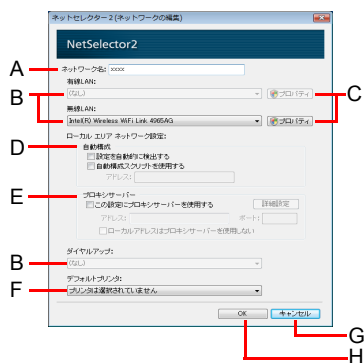 ネットセレクター2(ネットワークの編集)
NetSelector2
A
ネットワーク名: xxxx
B
有線LAN:
(なし)
プロパティ
C
無線LAN:
Intel(R) Wireless WiFi Link 4965AG
プロパティ
ローカル エリア ネットワーク設定:
D
自動構成
設定を自動的に検出する
自動構成スクリプトを使用する
アドレス:
E
プロキシサーバー
この設定にプロキシサーバーを使用する
詳細設定
アドレス:
ポート:
ローカルアドレスはプロキシサーバーを使用しない
B
ダイヤルアップ:
(なし)
F
デフォルトプリンタ:
プリンタは選択されていません
OK
キャンセル
G
H